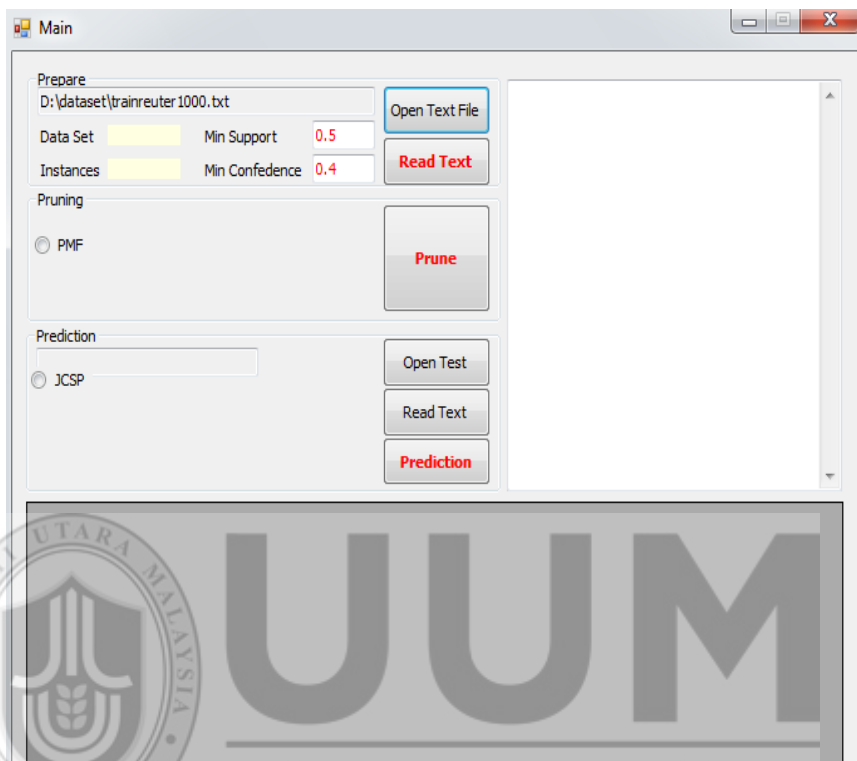 Main
Prepare
D:\dataset\trainreuter1000.txt
Open Text File
Data Set
Min Support 0.5
Instances
Min Confedence 0.4
Read Text
Pruning
PMF
Prune
Prediction
JCSP
Open Test
Read Text
Prediction
UTARA MALAYSIA
UUM